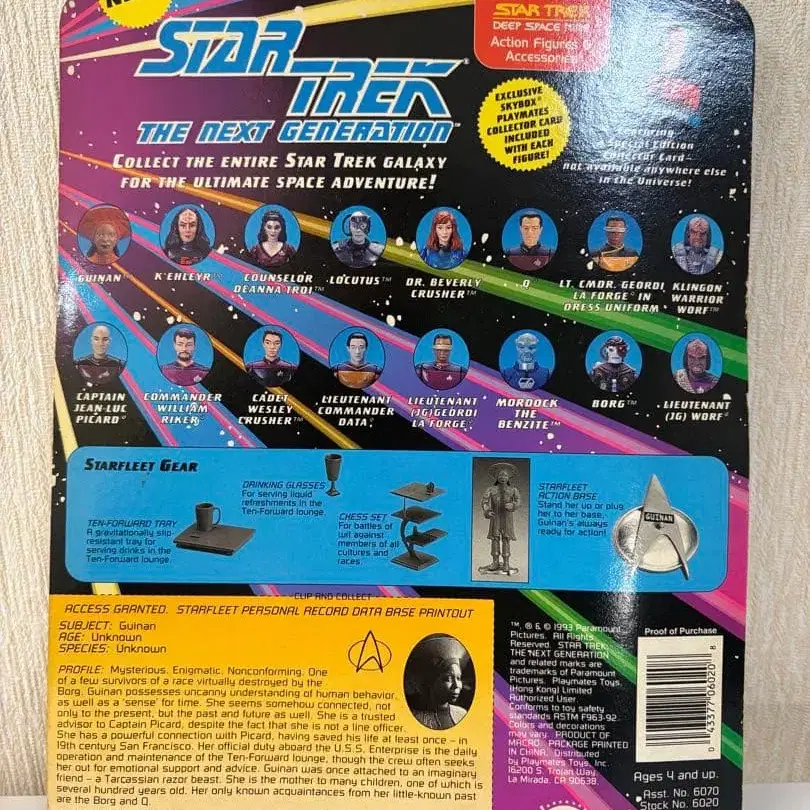 STAR TREK
DEEP SPACE NINE
Action Figures &
Accessories
STAR
TREK
THE NEXT GENERATION™
COLLECT THE ENTIRE STAR TREK GALAXY
FOR THE ULTIMATE SPACE ADVENTURE!
EXCLUSIVE
SKYBOX®
PLAYMATES
COLLECTOR CARD
INCLUDED
WITH EACH
FIGURE!
Special Edition
Collector Card–
not available anywhere else
in the Universe!
GUINAN™
K'EHLEYR™
COUNSELOR
DEANNA TROI™
LOCUTUS™
DR. BEVERLY
CRUSHER™
Q
LT. CMDR. GEORDI
LA FORGE™ IN
DRESS UNIFORM
KLINGON
WARRIOR
WORF™
CAPTAIN
JEAN-LUC
PICARD
COMMANDER
WILLIAM
RIKER
CADET
WESLEY
CRUSHER™
LIEUTENANT
COMMANDER
DATA
LIEUTENANT
(JG) GEORDI
LA FORGE
MORDOCK
THE
BENZITE™
BORG™
LIEUTENANT
(JG) WORF
STARFLEET GEAR
TEN-FORWARD TRAY
A gravitationally slip-
resistant tray for
serving drinks in the
Ten-Forward lounge.
DRINKING GLASSES
For serving liquid
refreshments in the
Ten-Forward lounge.
CHESS SET
For battles of
wit against
members of all
cultures and
races.
STARFLEET
ACTION BASE
Stand her up or plug
her to her base,
Guinan's always
ready for action!
GUINAN
CLIP AND COLLECT
ACCESS GRANTED. STARFLEET PERSONAL RECORD DATA BASE PRINTOUT
SUBJECT: Guinan
AGE: Unknown
SPECIES: Unknown
PROFILE: Mysterious. Enigmatic. Nonconforming. One
of a few survivors of a race virtually destroyed by the
Borg, Guinan possesses uncanny understanding of human behavior,
as well as a 'sense' for time. She seems somehow connected, not
only to the present, but the past and future as well. She is a trusted
advisor to Captain Picard, despite the fact that she is not a line officer.
She has a powerful connection with Picard, having saved his life at least once – in
19th century San Francisco. Her official duty aboard the U.S.S. Enterprise is the daily
operation and maintenance of the Ten-Forward lounge, though the crew often seeks
her out for emotional support and advice. Guinan was once attached to an imaginary
friend – a Tarcassian razor beast. She is the mother to many children, one of which is
several hundred years old. Her only known acquaintances from her little-known past
are the Borg and Q.
™, ® & © 1993 Paramount
Pictures. All Rights
Reserved. STAR TREK:
THE NEXT GENERATION
and related marks are
trademarks of Paramount
Pictures. Playmates Toys,
(Hong Kong) Limited
Authorized User
Conforms to toy safety
standards ASTM F963-92.
Colors and decorations
may vary. PRODUCT OF
MACAO. PACKAGE PRINTED
IN CHINA. Distributed
by Playmates Toys, Inc.
16200 S. Trojan Way
La Mirada, CA 90638.
Proof of Purchase
0 43377 06020 8
Ages 4 and up.
Asst. No. 6070
Stock No. 6020